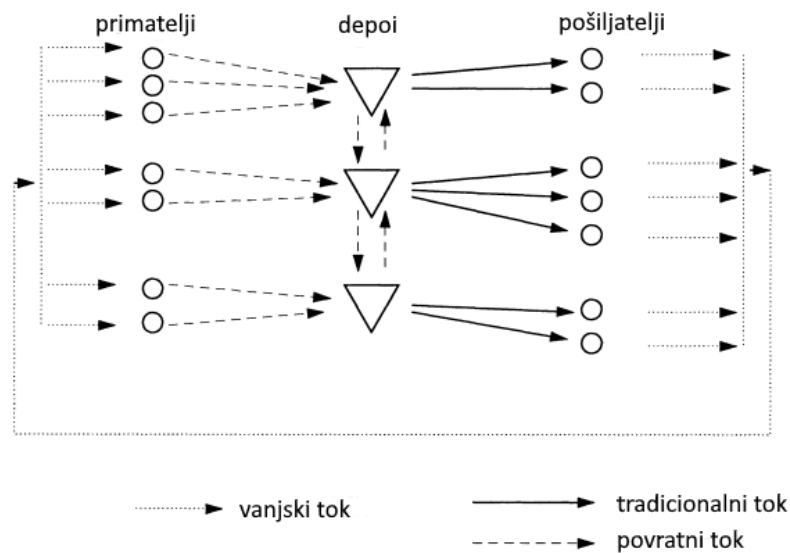 primatelji
depoi
pošiljatelji
vanjski tok
tradicionalni tok
povratni tok